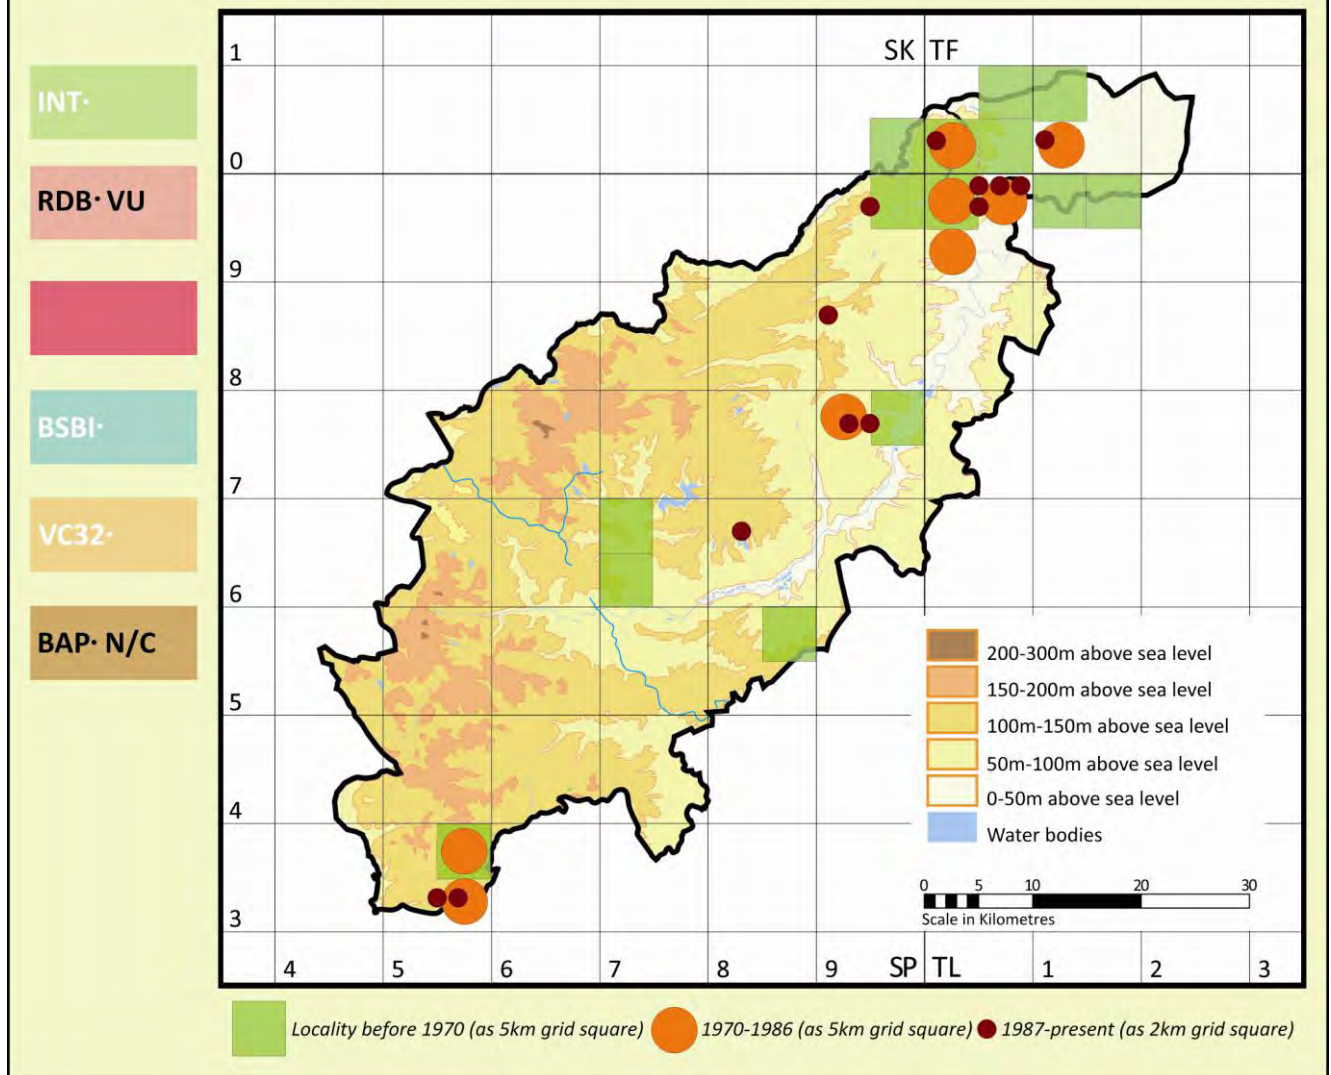 INT·
RDB· VU
BSBI·
VC32·
BAP· N/C
SK TF
1
0
9
8
7
6
5
4
3
200-300m above sea level
150-200m above sea level
100m-150m above sea level
50m-100m above sea level
0-50m above sea level
Water bodies
0 5 10 20 30
Scale in Kilometres
4 5 6 7 8 9 SP TL 1 2 3
Locality before 1970 (as 5km grid square) 1970-1986 (as 5km grid square) 1987-present (as 2km grid square)